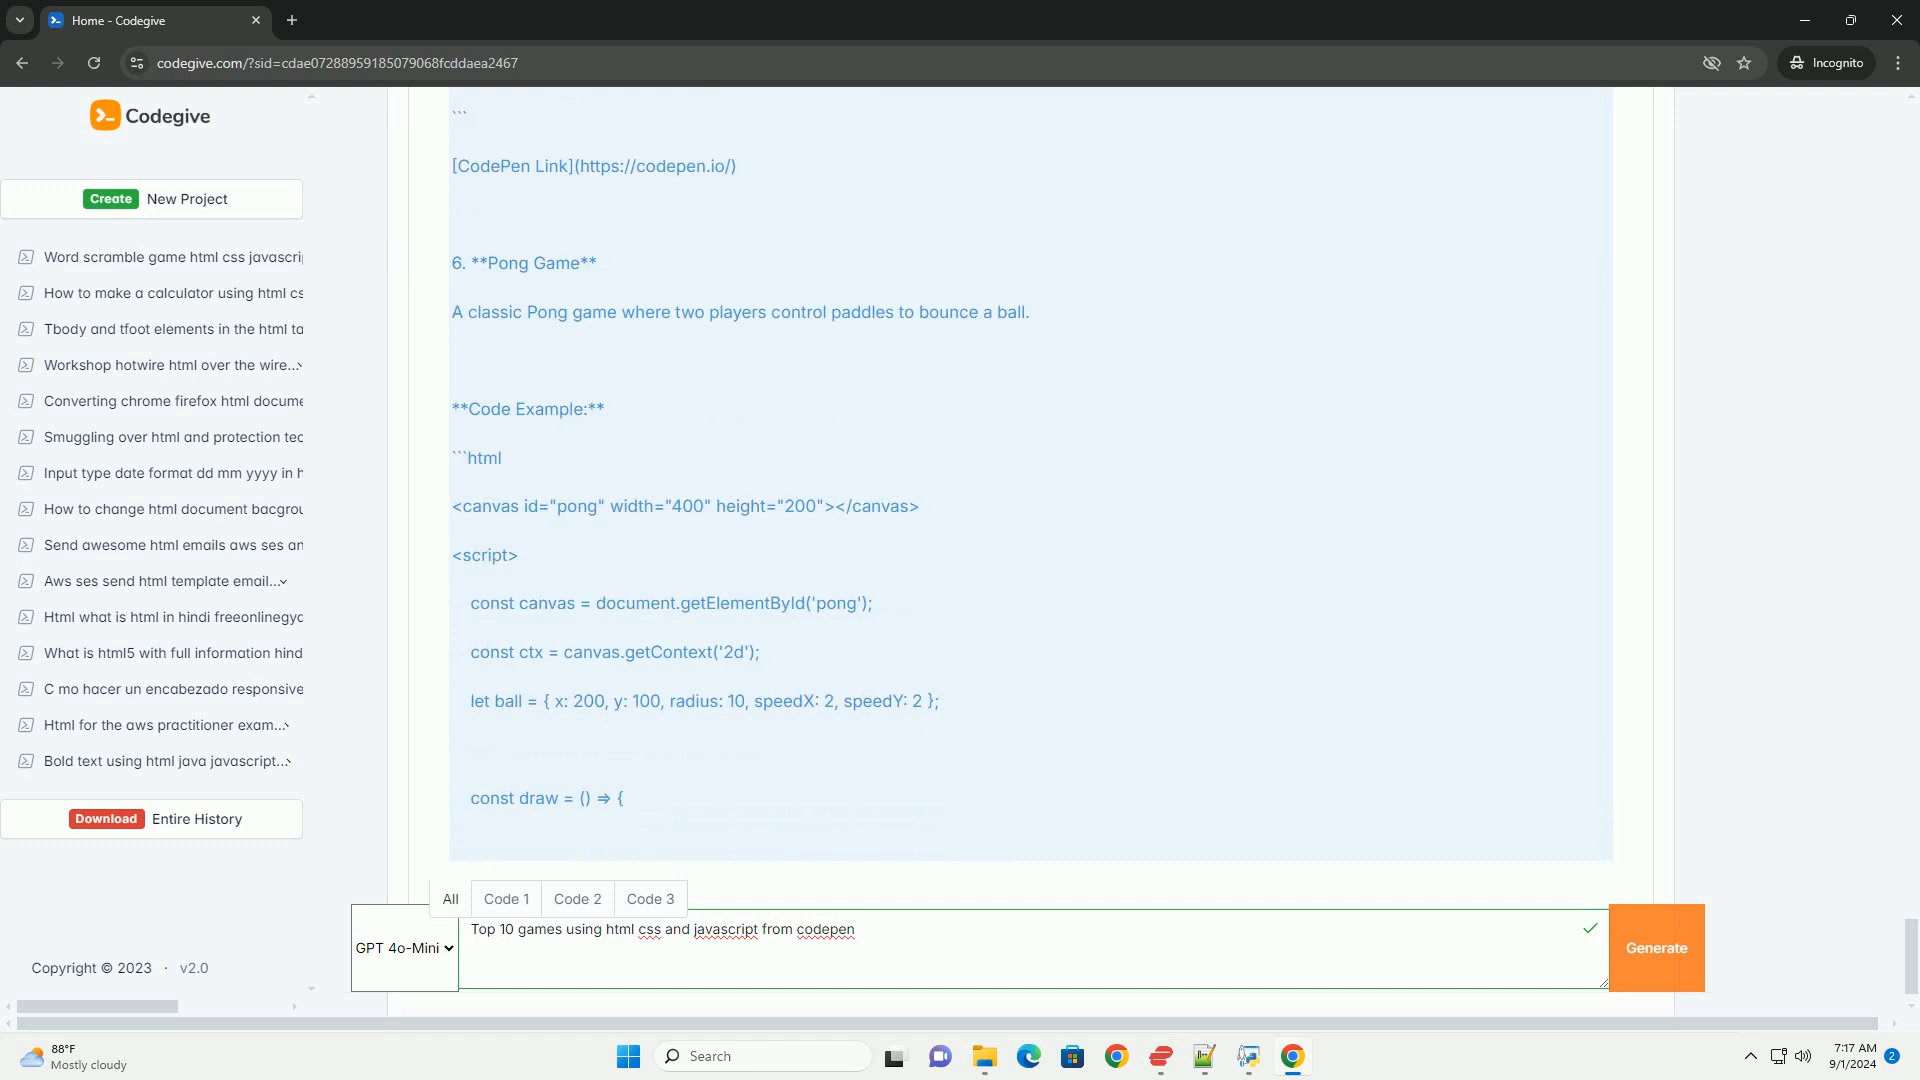 Home - Codegive
codegive.com/?sid=cdae07288959185079068fcddaea2467
Incognito
Codegive
Create New Project
Word scramble game html css javascri
How to make a calculator using html cs
Tbody and tfoot elements in the html ta
Workshop hotwire html over the wire...
Converting chrome firefox html docume
Smuggling over html and protection tec
Input type date format dd mm yyyy in h
How to change html document bacgrou
Send awesome html emails aws ses an
Aws ses send html template email...
Html what is html in hindi freeonlinegyc
What is html5 with full information hind
C mo hacer un encabezado responsive
Html for the aws practitioner exam...
Bold text using html java javascript...
Download Entire History
Copyright © 2023 · v2.0
```
[CodePen Link](https://codepen.io/)
6. **Pong Game**
A classic Pong game where two players control paddles to bounce a ball.
**Code Example:**
```html
<canvas id="pong" width="400" height="200"></canvas>
<script>
const canvas = document.getElementById('pong');
const ctx = canvas.getContext('2d');
let ball = { x: 200, y: 100, radius: 10, speedX: 2, speedY: 2 };
const draw = () => {
All Code 1 Code 2 Code 3
GPT 4o-Mini
Top 10 games using html css and javascript from codepen
Generate
88°F
Mostly cloudy
Search
7:17 AM
9/1/2024
2